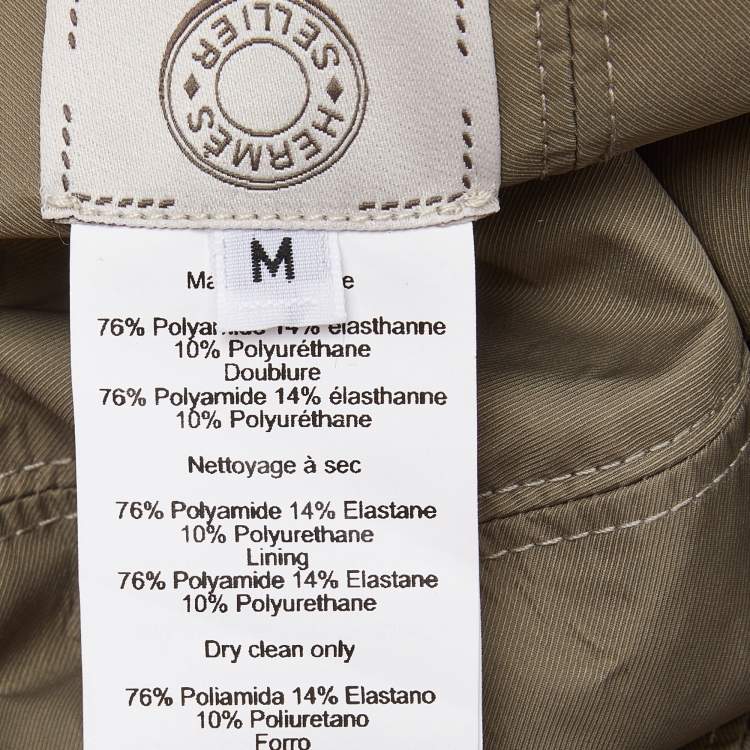 HERMÈS
SELLIER
M
76% 14% élasthanne
10% Polyuréthane
Doublure
76% Polyamide 14% élasthanne
10% Polyuréthane
Nettoyage à sec
76% Polyamide 14% Elastane
10% Polyurethane
Lining
76% Polyamide 14% Elastane
10% Polyurethane
Dry clean only
76% Poliamida 14% Elastano
10% Poliuretano
Forro